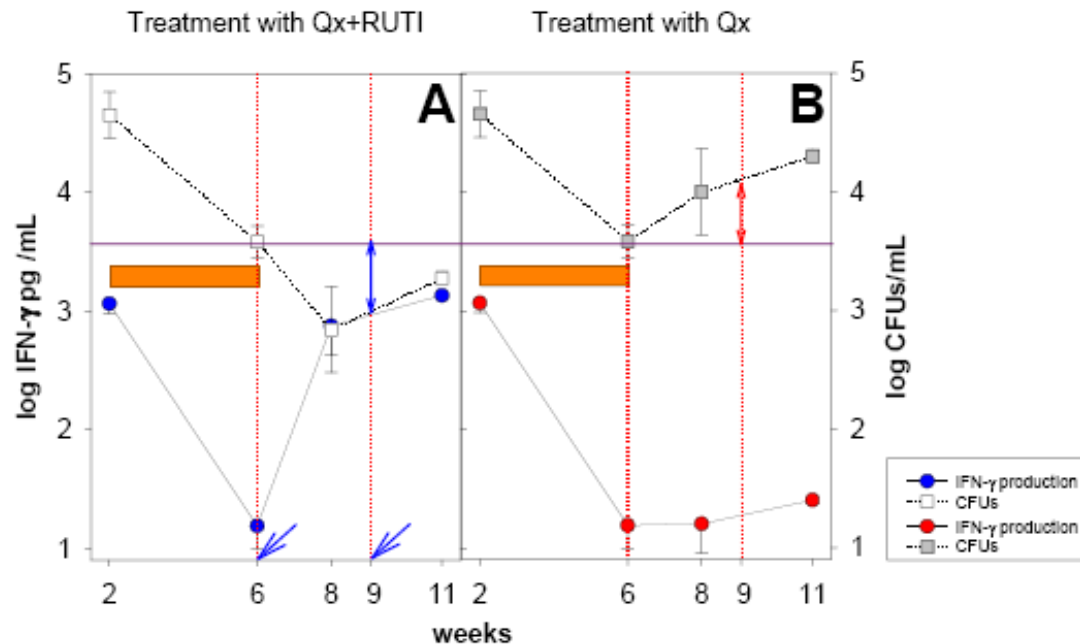 Treatment with Qx+RUTI
Treatment with Qx
A
B
5
4
3
2
1
log IFN-γ pg /mL
5
4
3
2
1
log CFUs/mL
2 6 8 9 11
2 6 8 9 11
weeks
IFN-γ production
CFUs
IFN-γ production
CFUs